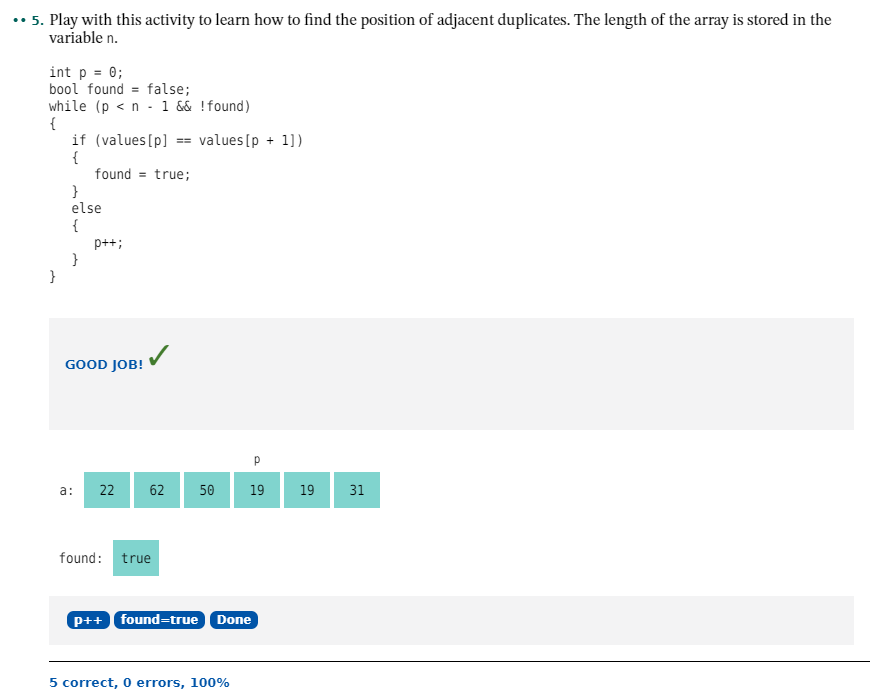 •• 5. Play with this activity to learn how to find the position of adjacent duplicates. The length of the array is stored in the
variable n.
int p = 0;
bool found = false;
while (p < n - 1 && !found)
{
   if (values[p] == values[p + 1])
   {
      found = true;
   }
   else
   {
      p++;
   }
}
GOOD JOB! ✓
p
a: 22 62 50 19 19 31
found: true
p++ found=true Done
5 correct, 0 errors, 100%